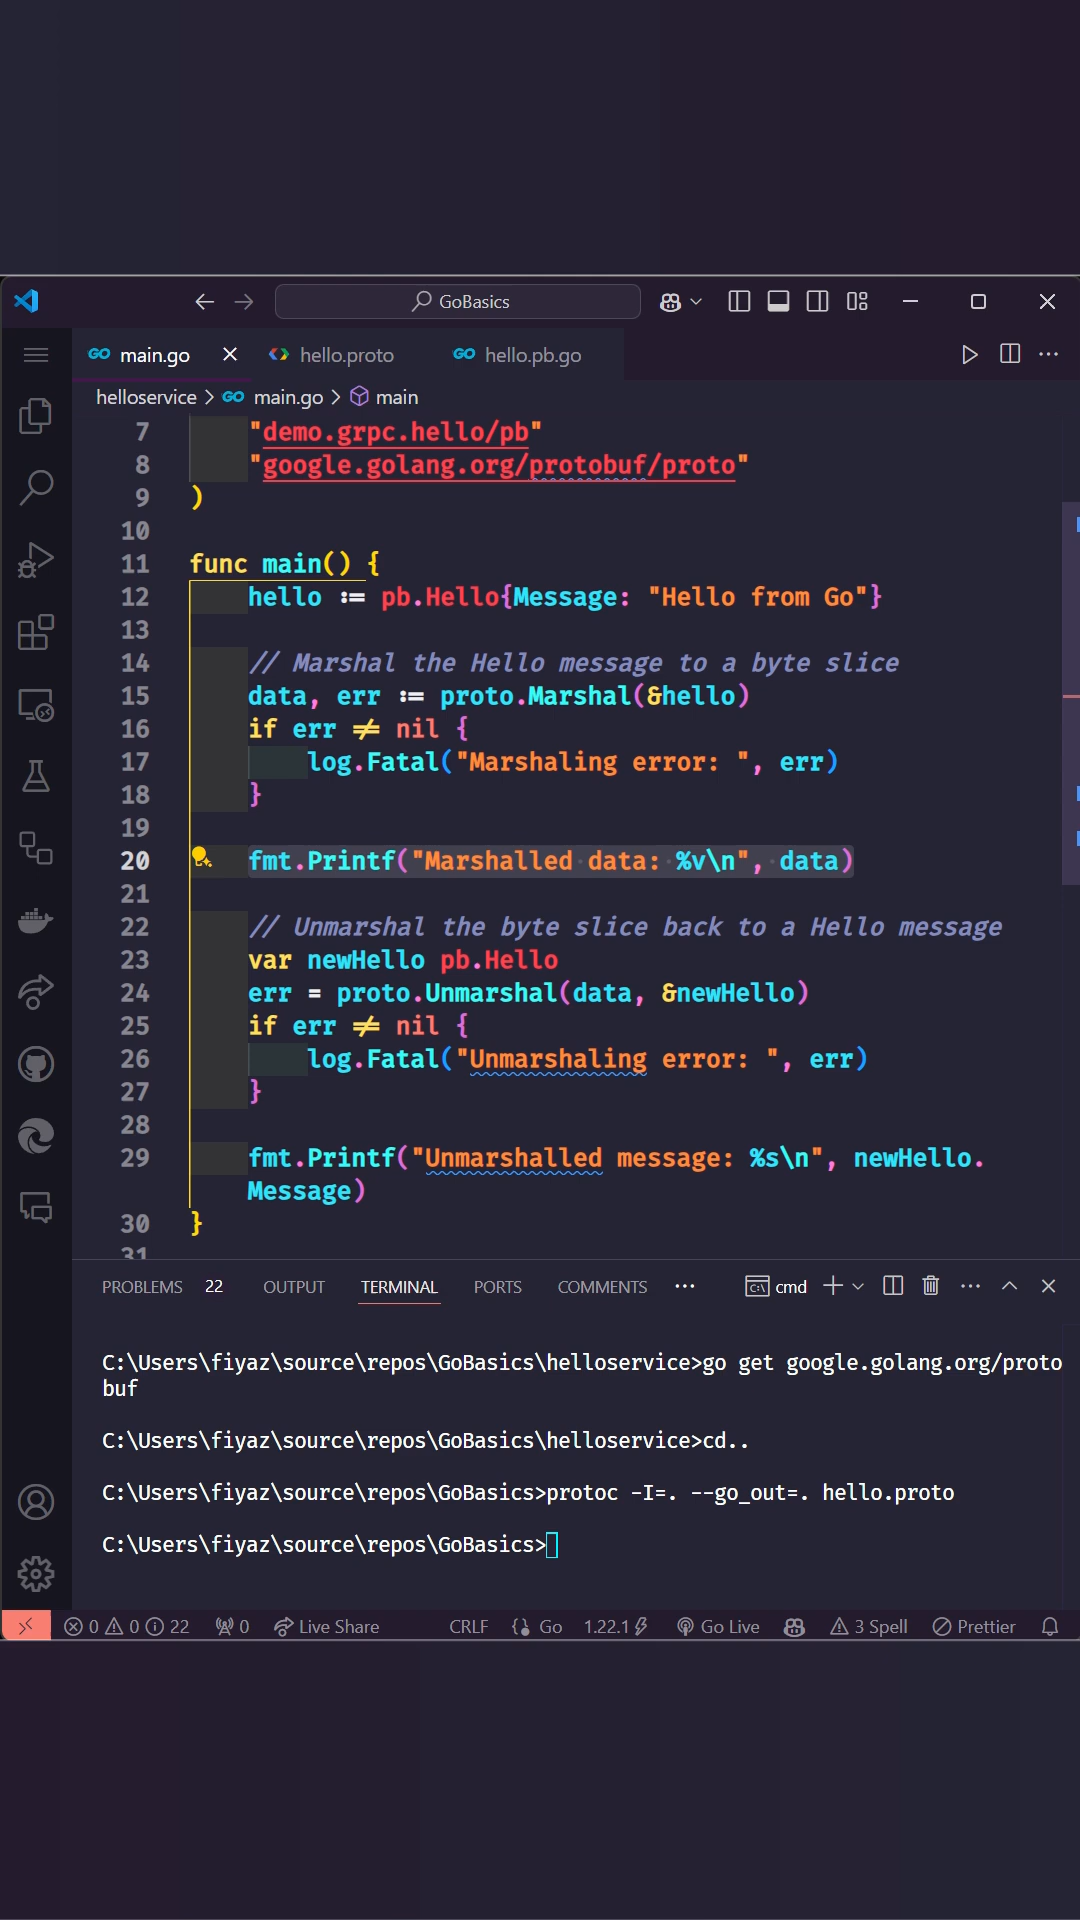 GoBasics
GO main.go hello.proto GO hello.pb.go
helloservice > GO main.go > main
7 "demo.grpc.hello/pb"
8 "google.golang.org/protobuf/proto"
9 )
10
11 func main() {
12 hello := pb.Hello{Message: "Hello from Go"}
13
14 // Marshal the Hello message to a byte slice
15 data, err := proto.Marshal(&hello)
16 if err != nil {
17 log.Fatal("Marshaling error: ", err)
18 }
19
20 fmt.Printf("Marshalled data: %v\n", data)
21
22 // Unmarshal the byte slice back to a Hello message
23 var newHello pb.Hello
24 err = proto.Unmarshal(data, &newHello)
25 if err != nil {
26 log.Fatal("Unmarshaling error: ", err)
27 }
28
29 fmt.Printf("Unmarshalled message: %s\n", newHello.
Message)
30 }
31
PROBLEMS 22 OUTPUT TERMINAL PORTS COMMENTS ... cmd
C:\Users\fiyaz\source\repos\GoBasics\helloservice>go get google.golang.org/proto
buf
C:\Users\fiyaz\source\repos\GoBasics\helloservice>cd..
C:\Users\fiyaz\source\repos\GoBasics>protoc -I=. --go_out=. hello.proto
C:\Users\fiyaz\source\repos\GoBasics>
0 0 22 0 Live Share CRLF Go 1.22.1 Go Live 3 Spell Prettier